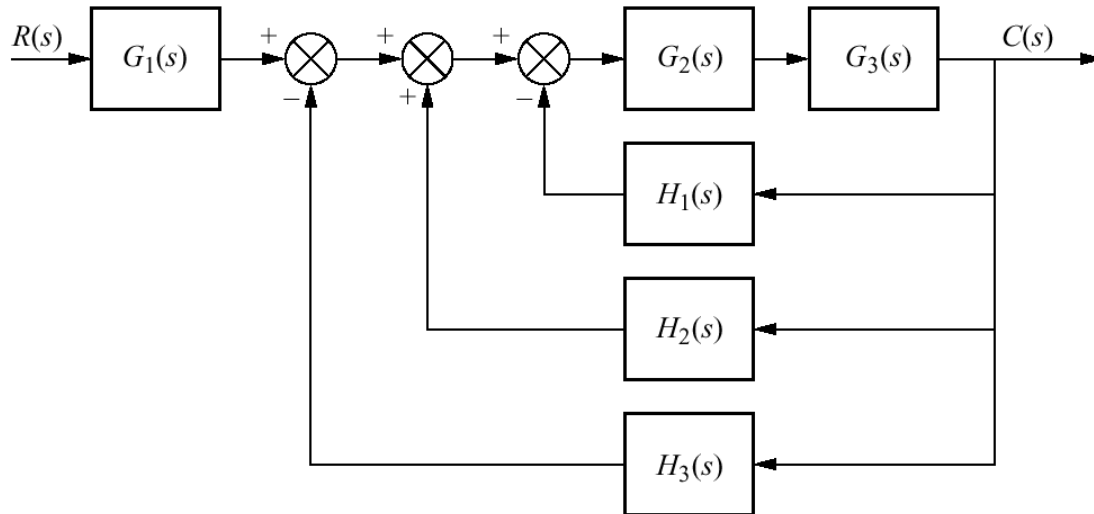 R(s)
G₁(s)
+
−
+
+
+
−
G₂(s)
G₃(s)
C(s)
H₁(s)
H₂(s)
H₃(s)